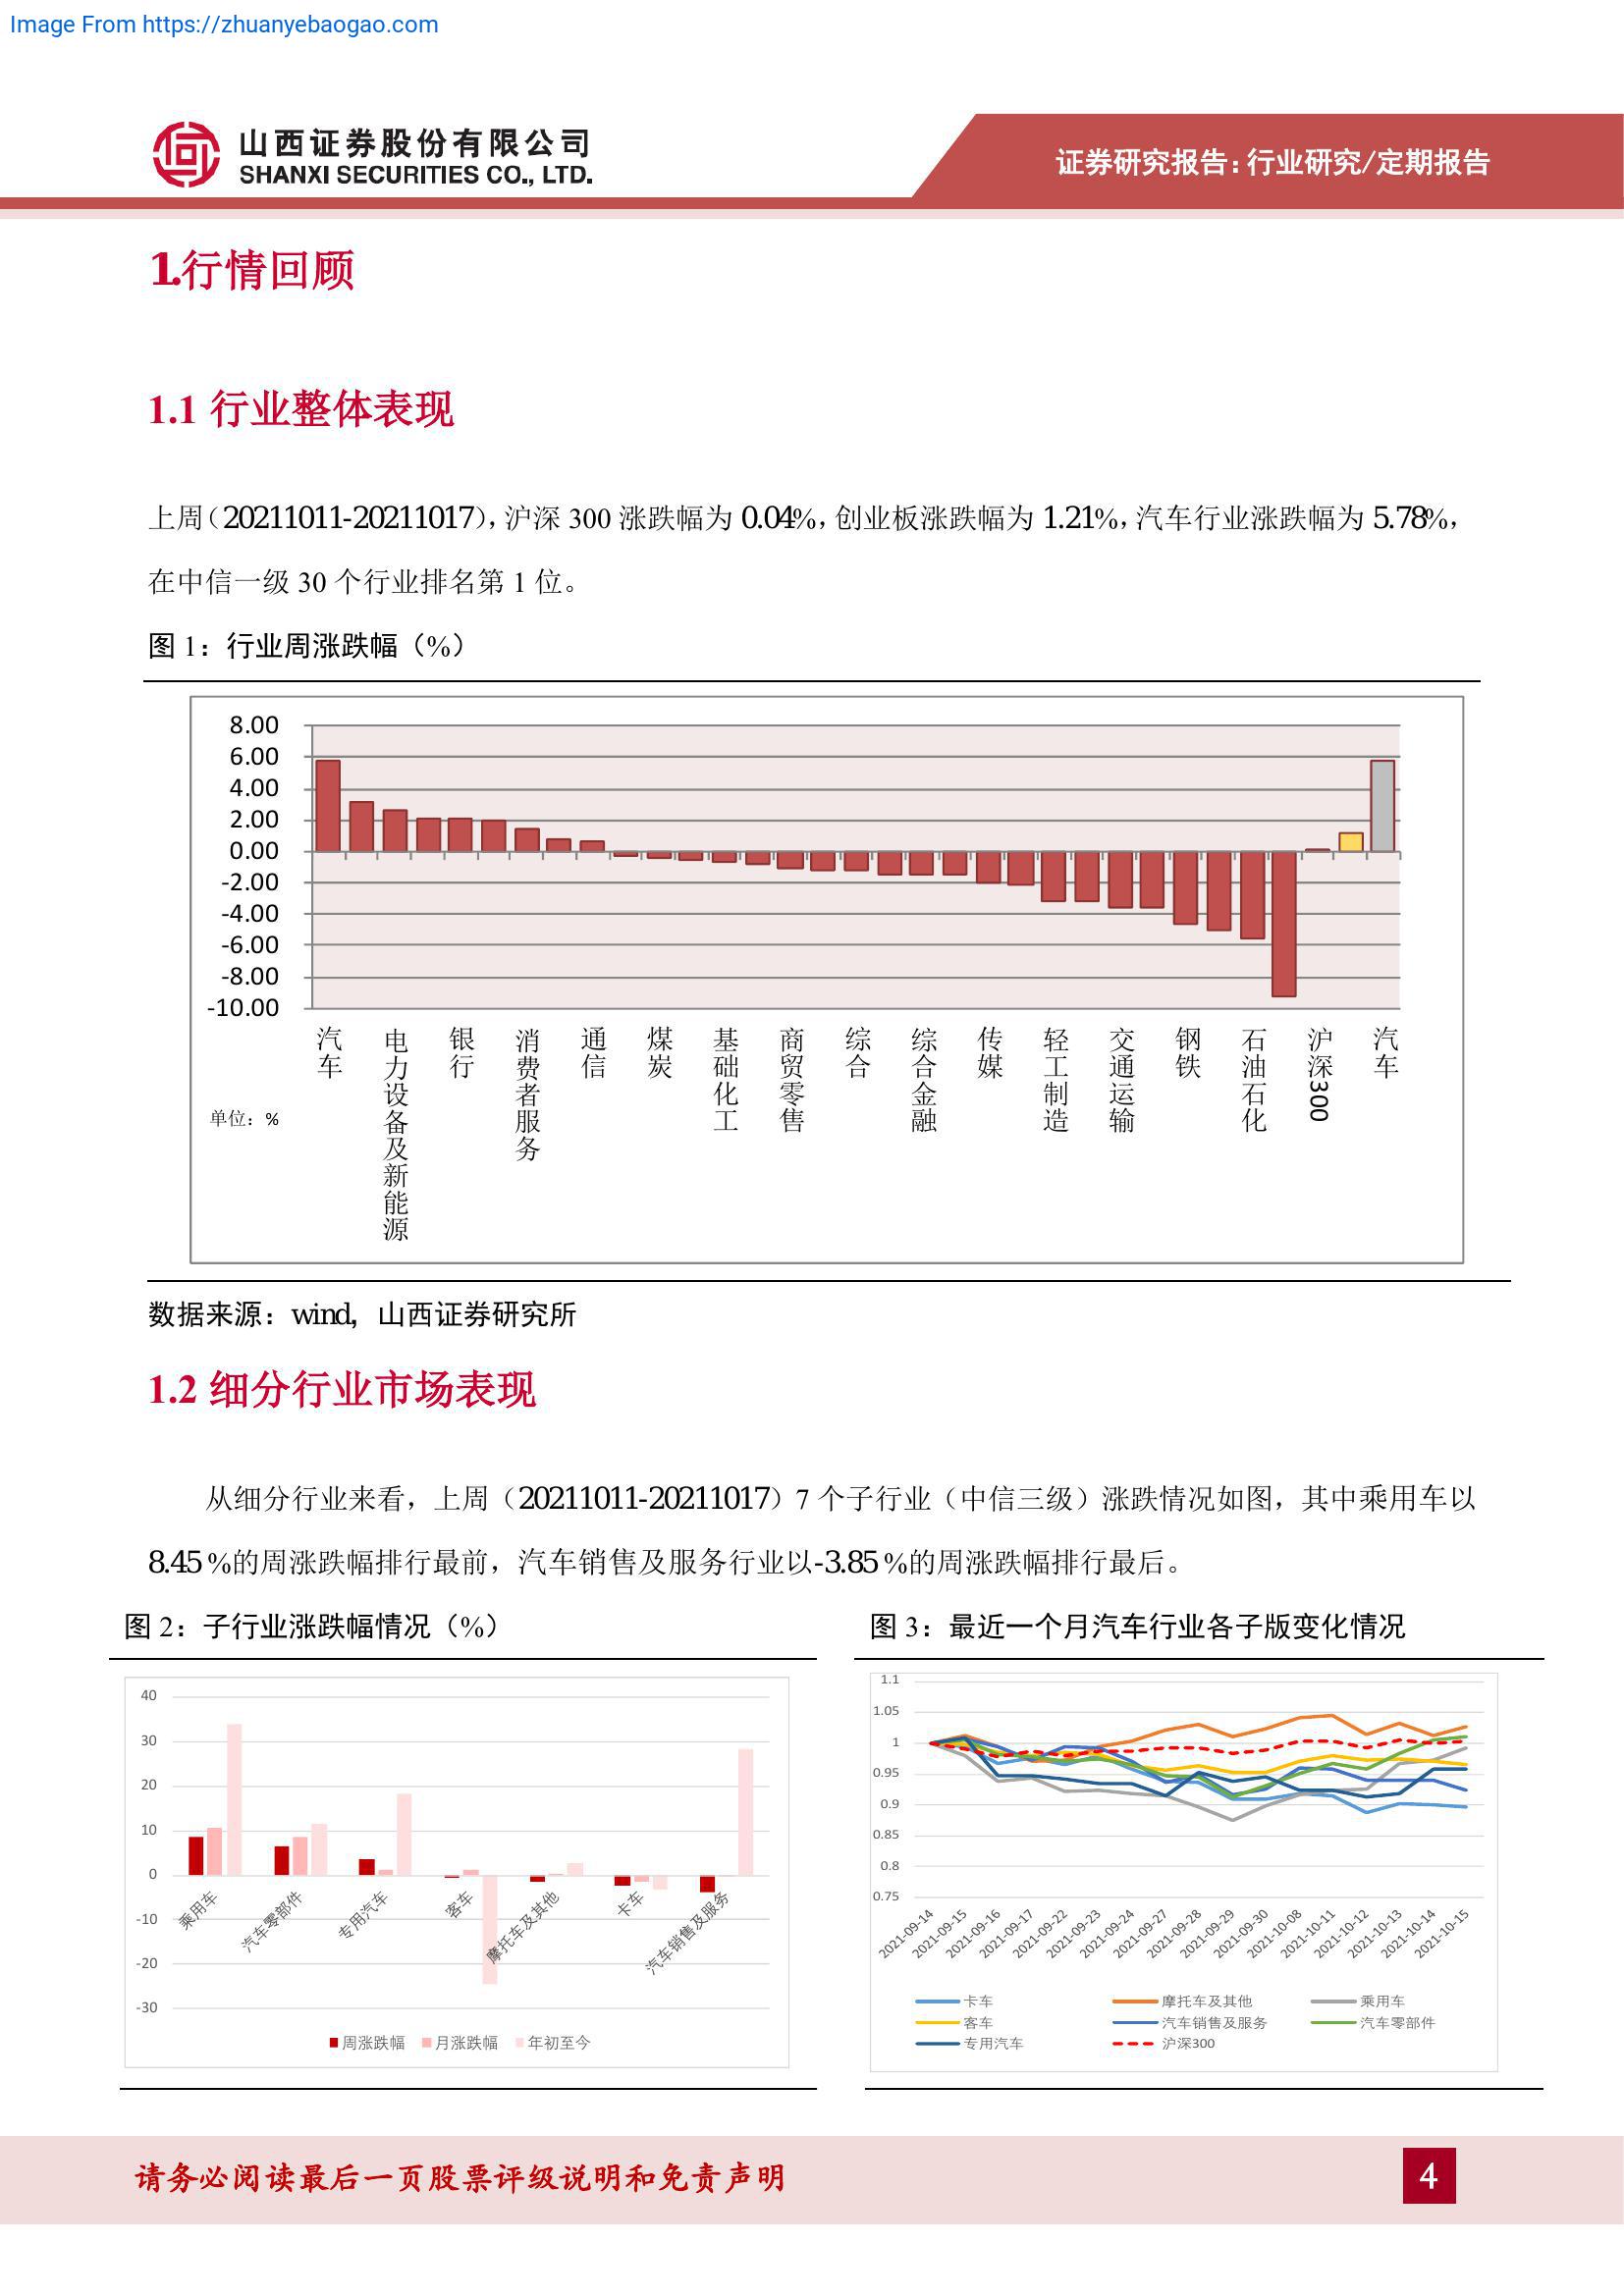 Image From https://zhuanyebaogao.com
山西证券股份有限公司
SHANXI SECURITIES CO., LTD.
证券研究报告：行业研究/定期报告
1.行情回顾
1.1 行业整体表现
上周（20211011-20211017），沪深 300 涨跌幅为 0.04%，创业板涨跌幅为 1.21%，汽车行业涨跌幅为 5.78%，
在中信一级 30 个行业排名第 1 位。
图 1：行业周涨跌幅（%）
8.00
6.00
4.00
2.00
0.00
-2.00
-4.00
-6.00
-8.00
-10.00
汽车
电力设备及新能源
银行
消费者服务
通信
煤炭
基础化工
商贸零售
综合
综合金融
传媒
轻工制造
交通运输
钢铁
石油石化
沪深300
汽车
单位：%
数据来源：wind，山西证券研究所
1.2 细分行业市场表现
从细分行业来看，上周（20211011-20211017）7 个子行业（中信三级）涨跌情况如图，其中乘用车以
8.45 %的周涨跌幅排行最前，汽车销售及服务行业以-3.85 %的周涨跌幅排行最后。
图 2：子行业涨跌幅情况（%）
40
30
20
10
0
-10
-20
-30
乘用车
汽车零部件
专用汽车
客车
摩托车及其他
卡车
汽车销售及服务
周涨跌幅 月涨跌幅 年初至今
图 3：最近一个月汽车行业各子版变化情况
1.1
1.05
1
0.95
0.9
0.85
0.8
0.75
2021-09-14
2021-09-15
2021-09-16
2021-09-17
2021-09-22
2021-09-23
2021-09-24
2021-09-27
2021-09-28
2021-09-29
2021-09-30
2021-10-08
2021-10-11
2021-10-12
2021-10-13
2021-10-14
2021-10-15
卡车 摩托车及其他 乘用车
客车 汽车销售及服务 汽车零部件
专用汽车 沪深300
请务必阅读最后一页股票评级说明和免责声明
4